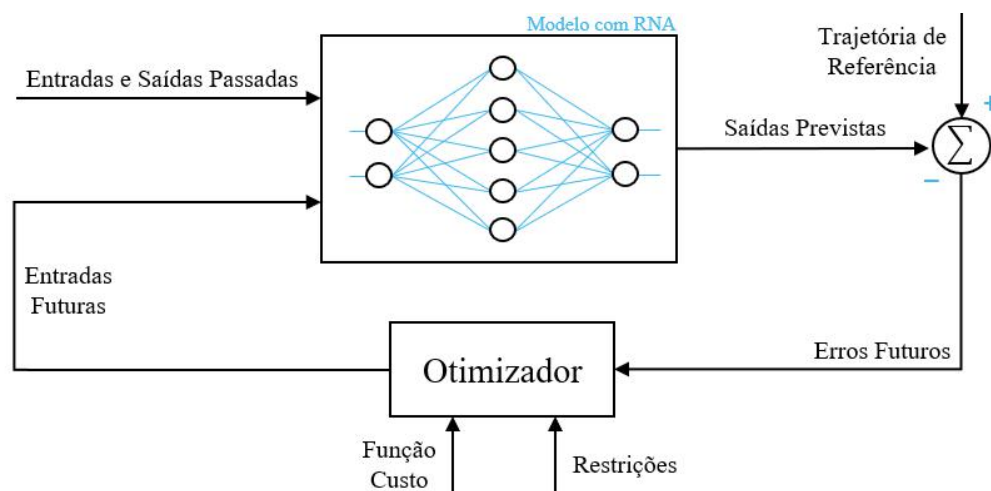 Modelo com RNA
Entradas e Saídas Passadas
Trajetória de
Referência
+
Saídas Previstas
Σ
−
Entradas
Futuras
Otimizador
Erros Futuros
Função
Custo
Restrições